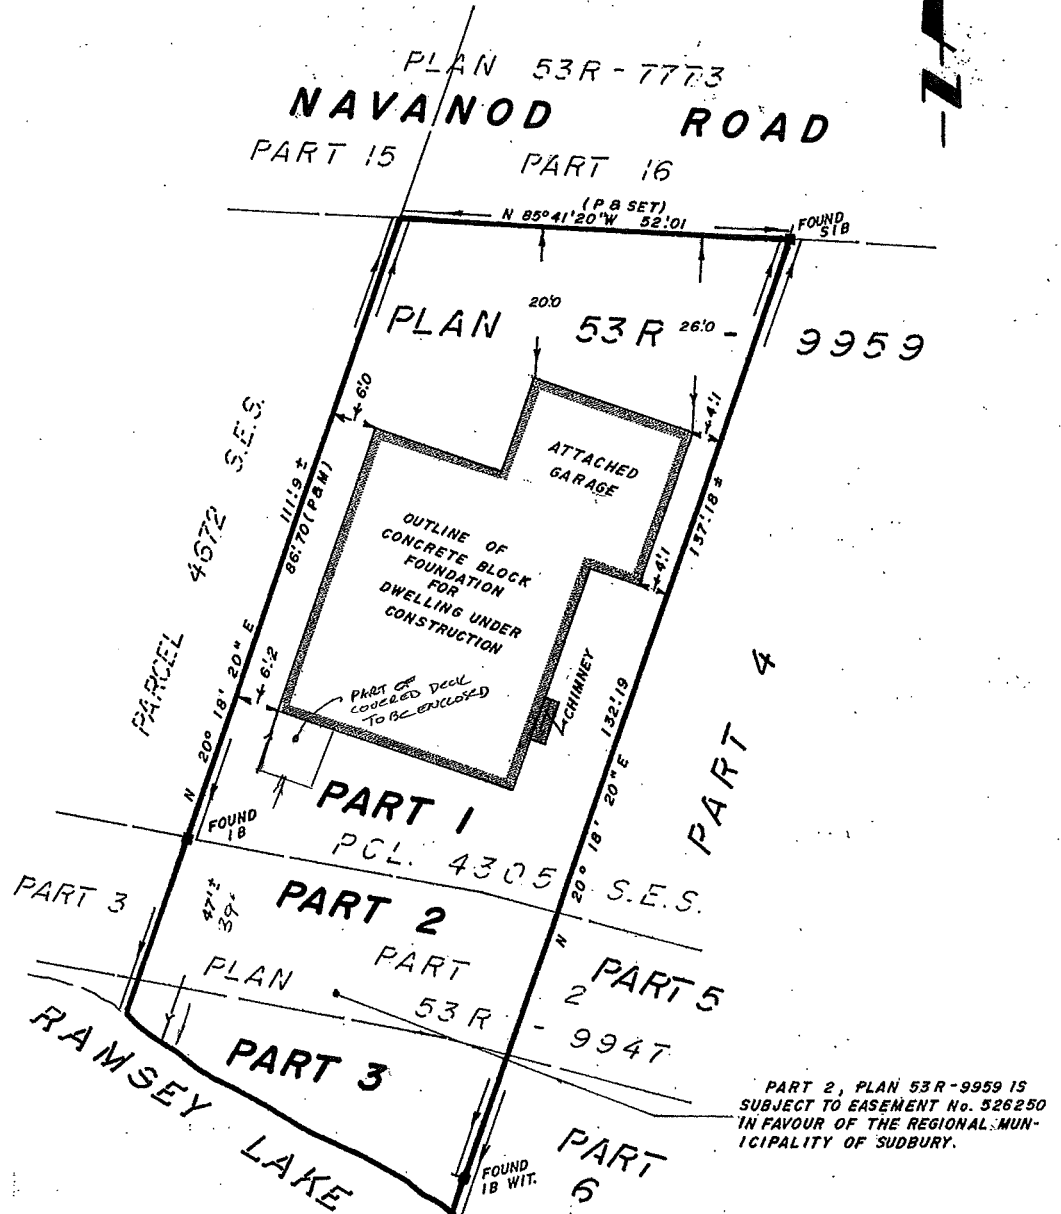 PLAN 53R-7773
NAVANOD ROAD
PART 15 PART 16
(P & SET)
N 85°41'20"W 52.01
FOUND
SIB
Z
PLAN 53R - 9959
20.0
26.0
6.0
4.1
ATTACHED
GARAGE
PARCEL 4672 S.E.S.
111.9 ±
86.70 (P&M)
N 20° 18' 20" E
137.18 ±
4.1
OUTLINE OF
CONCRETE BLOCK
FOUNDATION
FOR
DWELLING UNDER
CONSTRUCTION
6.2
PART OF
COVERED DECK
TO BE ENCLOSED
CHIMNEY
132.19
N 20° 18' 20" E
PART 4
PART 1
FOUND
IB
PCL. 4305 S.E.S.
PART 3
47.±
39.
PART 2
PART 2
PLAN 53R - 9947
PART 5
RAMSEY LAKE
PART 3
PART 2, PLAN 53R-9959 IS
SUBJECT TO EASEMENT No. 526250
IN FAVOUR OF THE REGIONAL MUN-
ICIPALITY OF SUDBURY.
FOUND
IB WIT.
PART
6